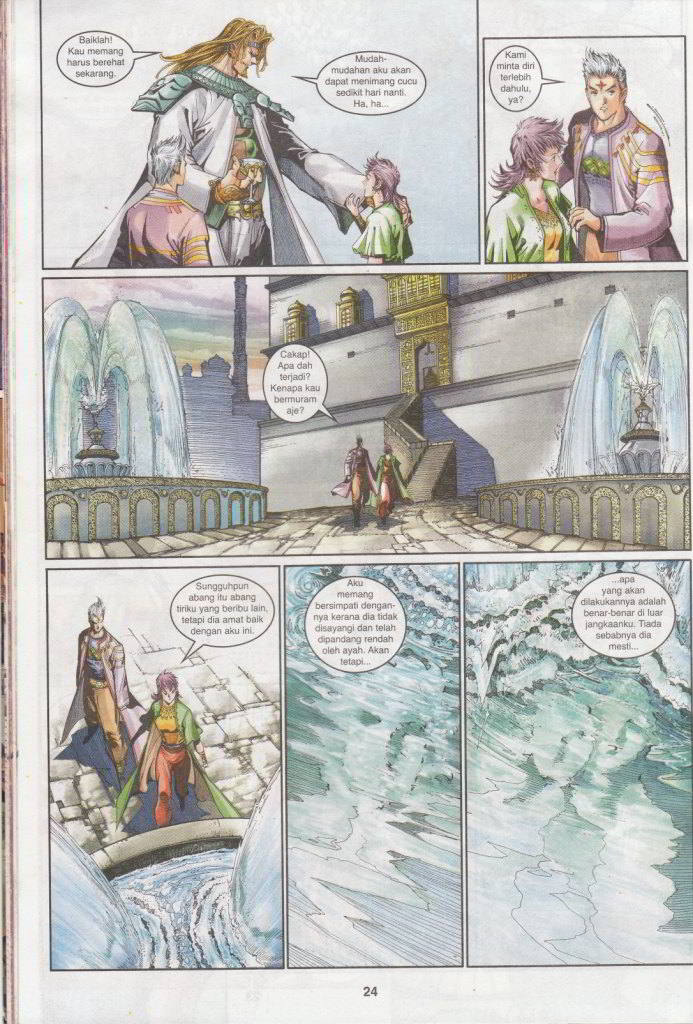 Baiklah!
Kau memang
harus berehat
sekarang.
Mudah-
mudahan aku akan
dapat menimang cucu
sedikit hari nanti.
Ha, ha...
Kami
minta diri
terlebih
dahulu,
ya?
Cakap!
Apa dah
terjadi?
Kenapa kau
bermuram
aje?
Sungguhpun
abang itu abang
tiriku yang beribu lain,
tetapi dia amat baik
dengan aku ini.
Aku
memang
bersimpati dengan-
nya kerana dia tidak
disayangi dan telah
dipandang rendah
oleh ayah. Akan
tetapi...
...apa
yang akan
dilakukannya adalah
benar-benar di luar
jangkaanku. Tiada
sebabnya dia
mesti...
24